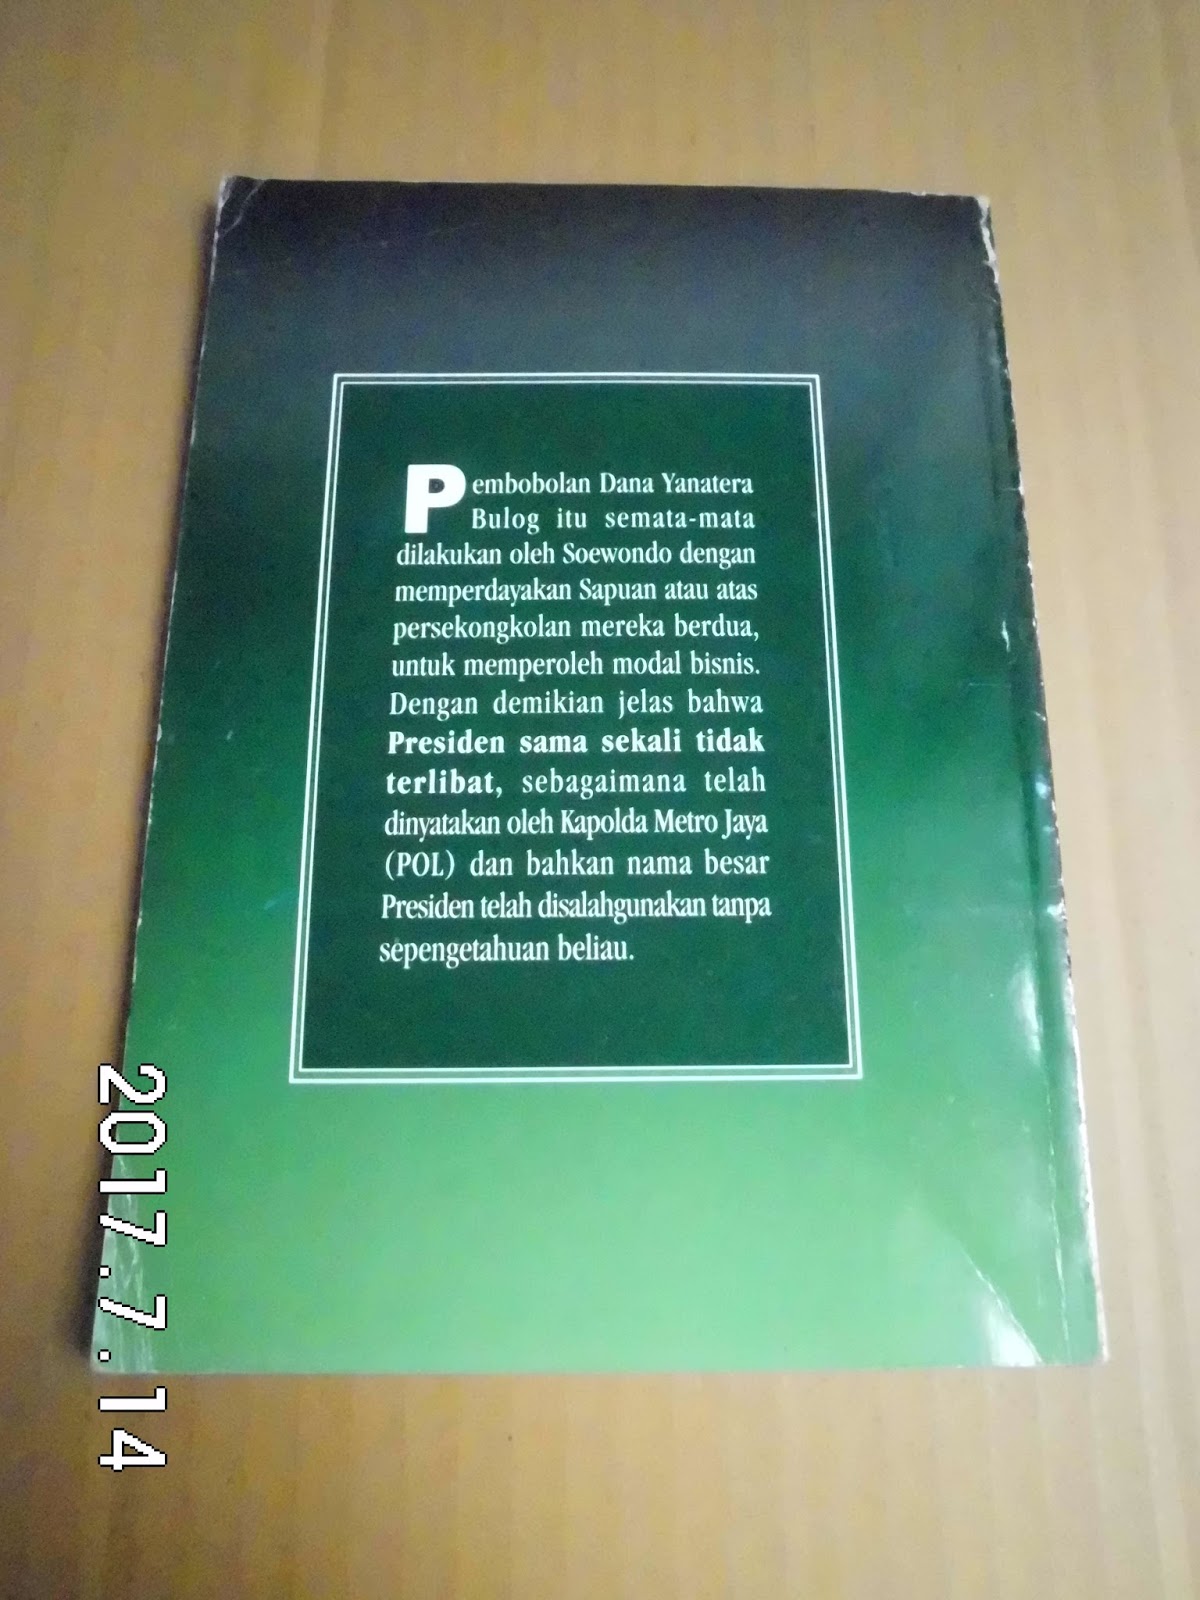 Pembobolan Dana Yanatera
Bulog itu semata-mata
dilakukan oleh Soewondo dengan
memperdayakan Sapuan atau atas
persekongkolan mereka berdua,
untuk memperoleh modal bisnis.
Dengan demikian jelas bahwa
Presiden sama sekali tidak
terlibat, sebagaimana telah
dinyatakan oleh Kapolda Metro Jaya
(POL) dan bahkan nama besar
Presiden telah disalahgunakan tanpa
sepengetahuan beliau.
2017.7.14